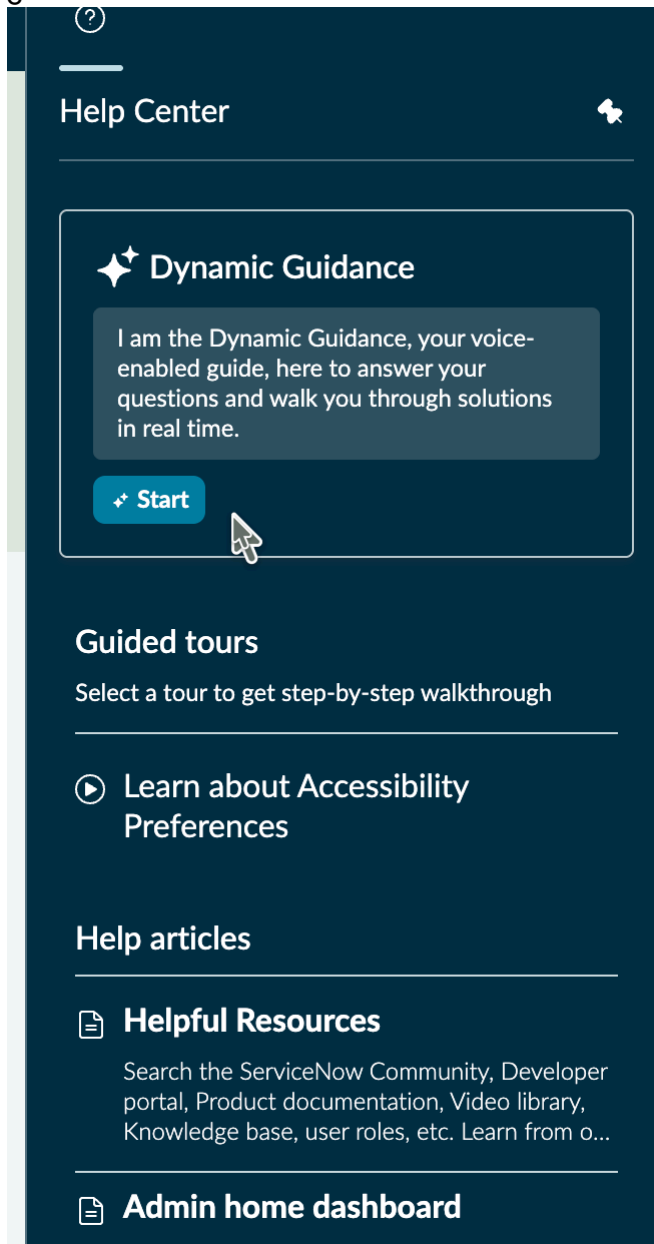 Help Center
Dynamic Guidance
I am the Dynamic Guidance, your voice-
enabled guide, here to answer your
questions and walk you through solutions
in real time.
Start
Guided tours
Select a tour to get step-by-step walkthrough
Learn about Accessibility
Preferences
Help articles
Helpful Resources
Search the ServiceNow Community, Developer
portal, Product documentation, Video library,
Knowledge base, user roles, etc. Learn from o...
Admin home dashboard